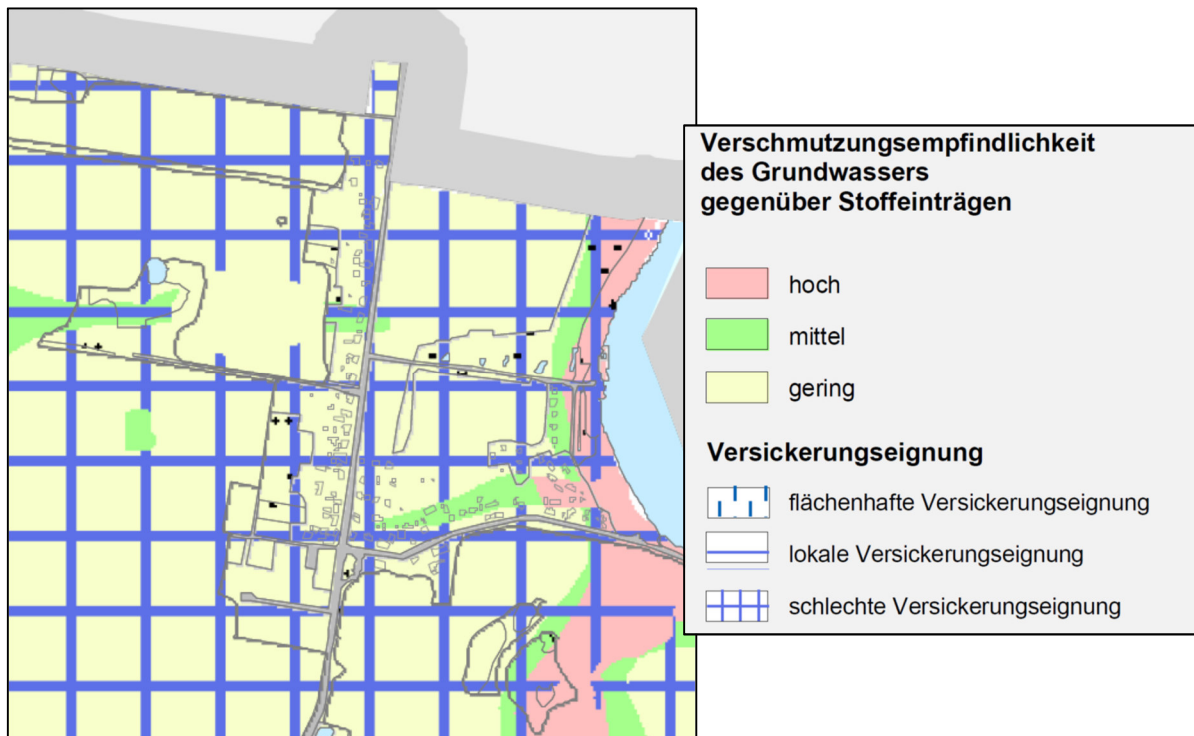 Verschmutzungsempfindlichkeit
des Grundwassers
gegenüber Stoffeinträgen
hoch
mittel
gering
Versickerungseignung
flächenhafte Versickerungseignung
lokale Versickerungseignung
schlechte Versickerungseignung